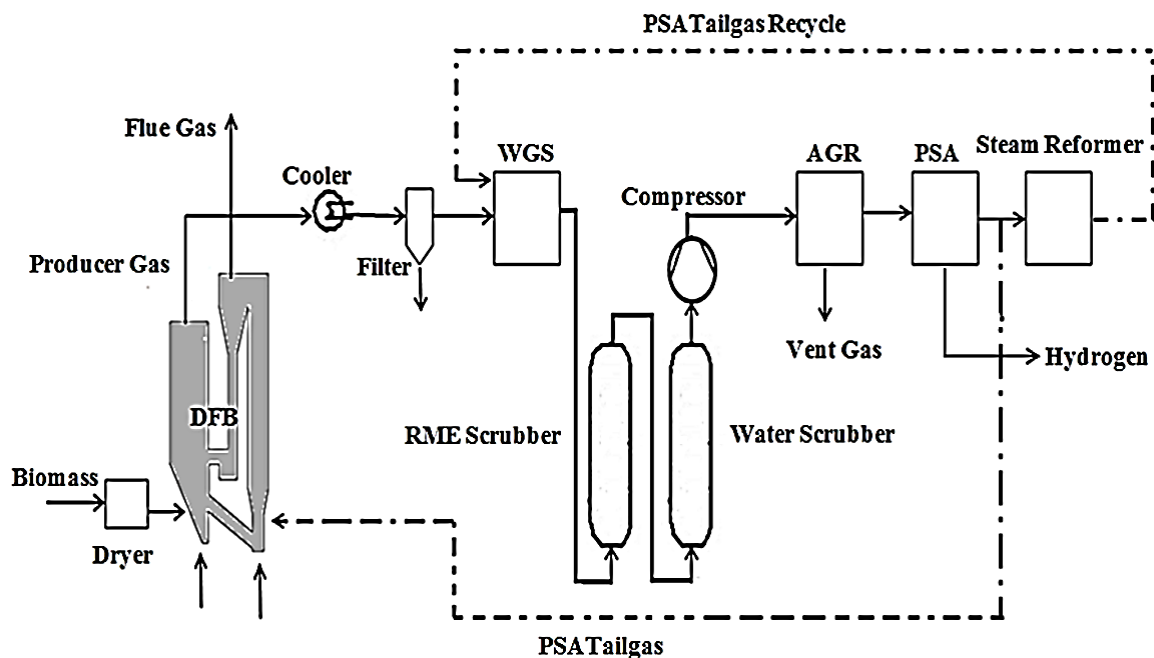 PSA Tailgas Recycle
Flue Gas
Cooler
WGS
AGR
PSA
Steam Reformer
Compressor
Producer Gas
Filter
Vent Gas
Hydrogen
DFB
RME Scrubber
Water Scrubber
Biomass
Dryer
PSA Tailgas